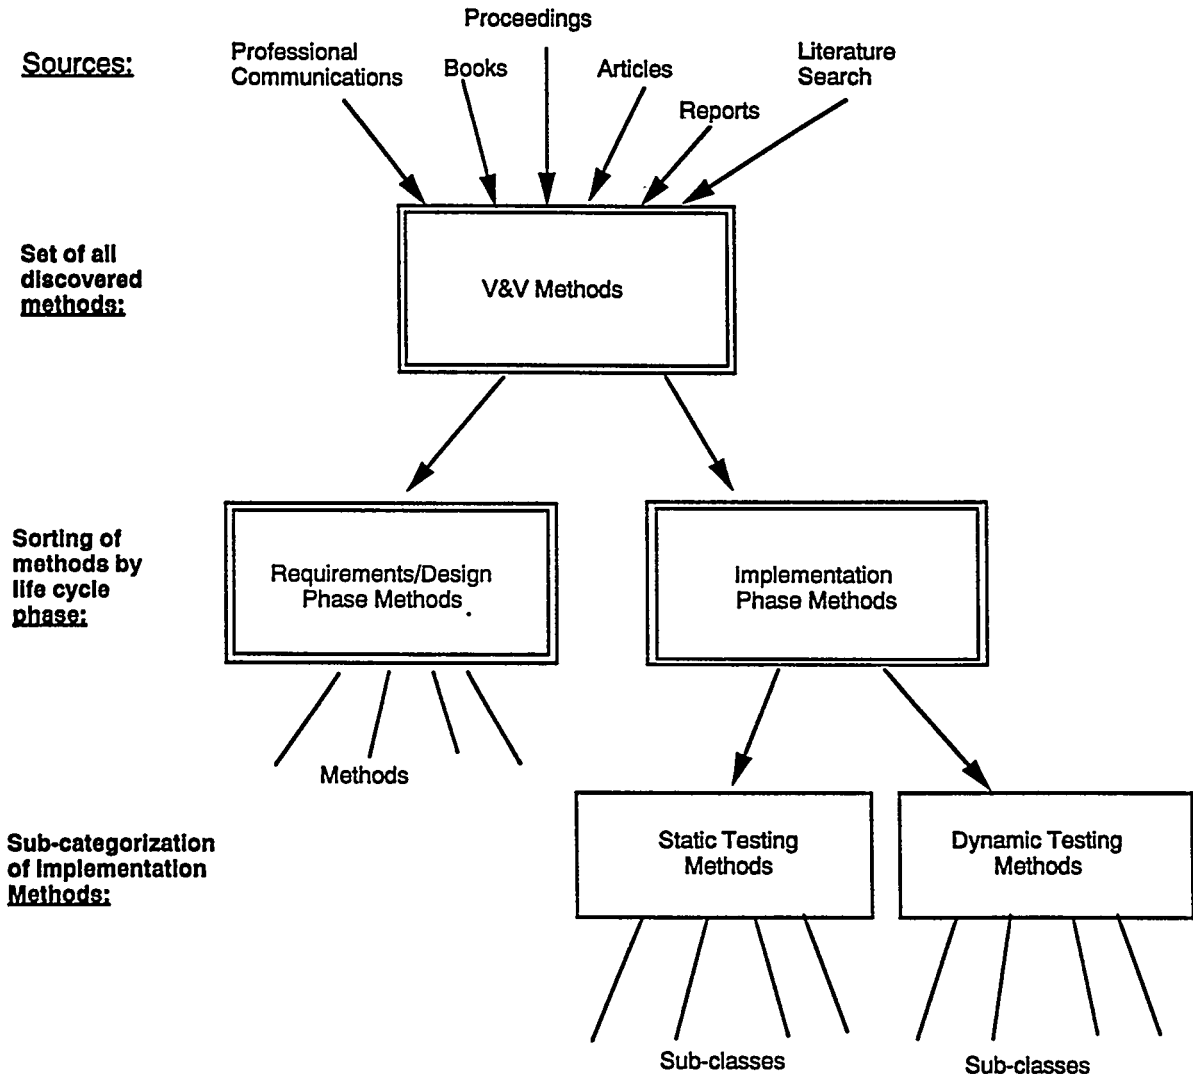 Sources:
Professional
Communications
Books
Proceedings
Articles
Reports
Literature
Search
Set of all
discovered
methods:
V&V Methods
Sorting of
methods by
life cycle
phase:
Requirements/Design
Phase Methods
Implementation
Phase Methods
Methods
Sub-categorization
of Implementation
Methods:
Static Testing
Methods
Dynamic Testing
Methods
Sub-classes
Sub-classes